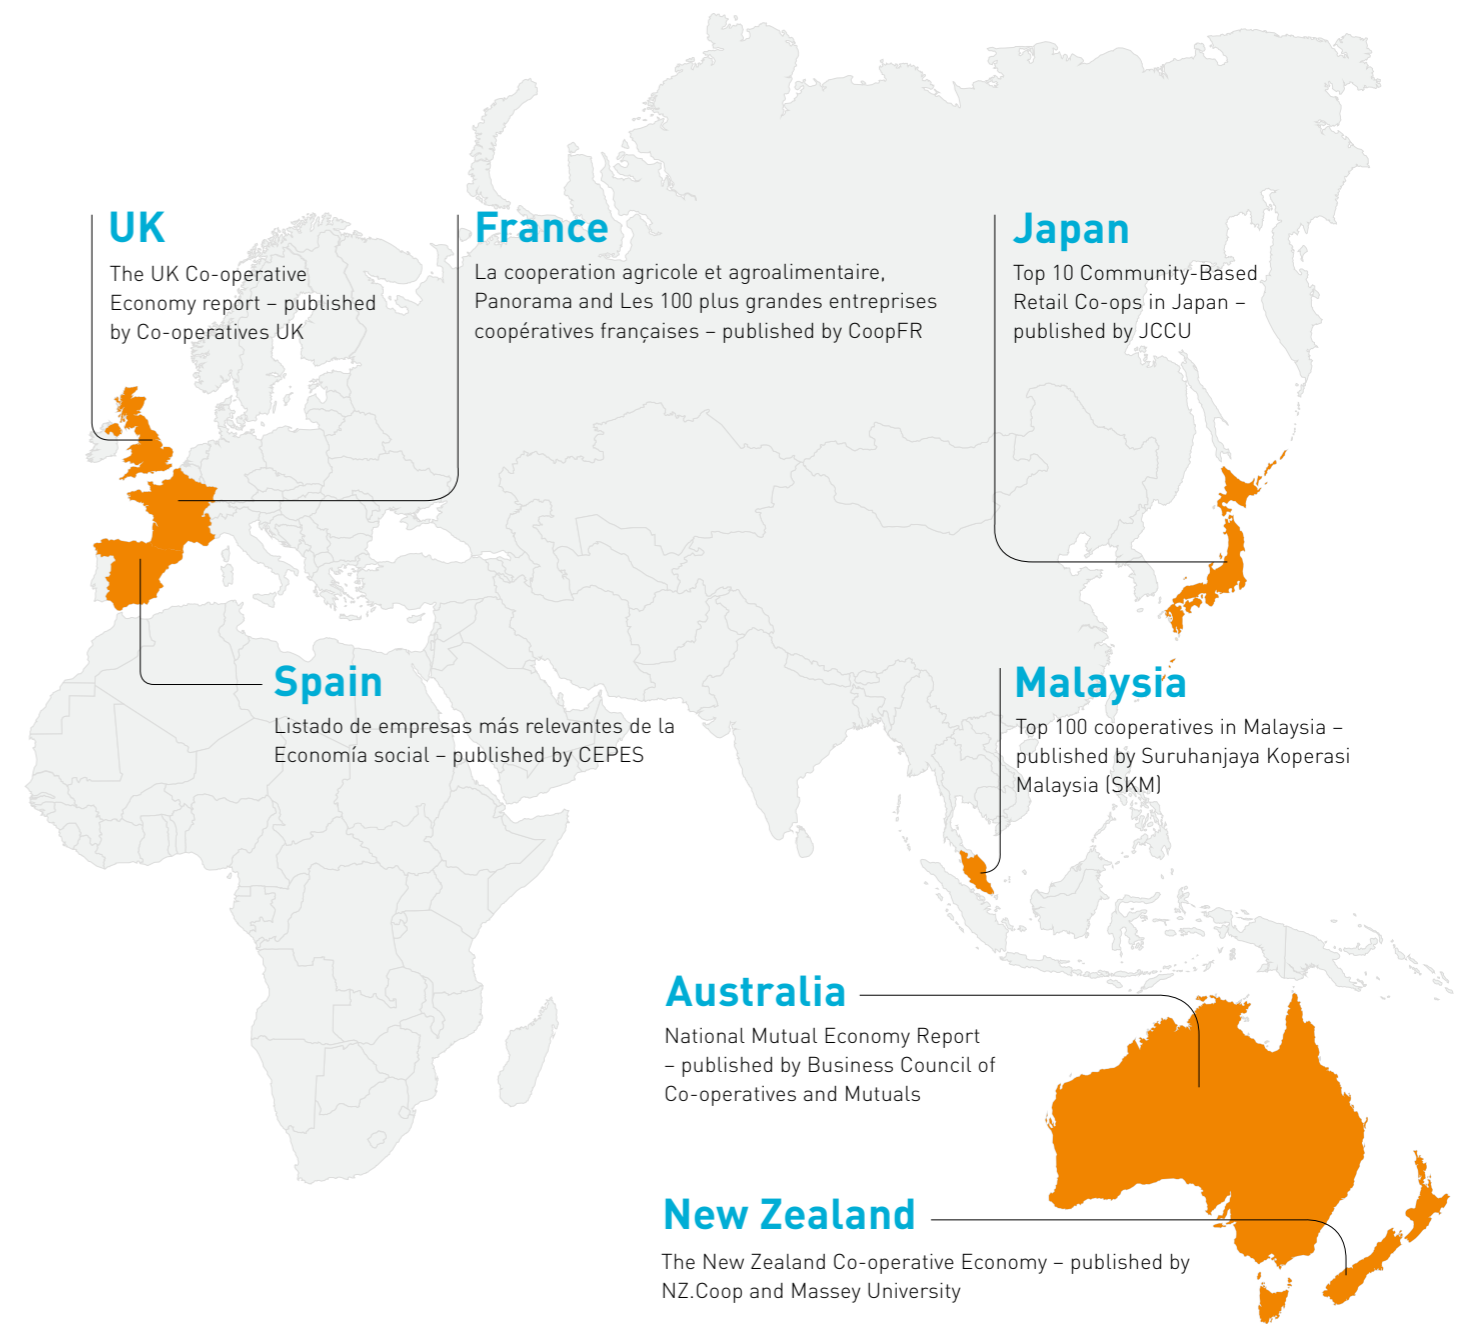 UK
The UK Co-operative
Economy report – published
by Co-operatives UK
France
La cooperation agricole et agroalimentaire,
Panorama and Les 100 plus grandes entreprises
coopératives françaises – published by CoopFR
Japan
Top 10 Community-Based
Retail Co-ops in Japan –
published by JCCU
Spain
Listado de empresas más relevantes de la
Economía social – published by CEPES
Malaysia
Top 100 cooperatives in Malaysia –
published by Suruhanjaya Koperasi
Malaysia (SKM)
Australia
National Mutual Economy Report
– published by Business Council of
Co-operatives and Mutuals
New Zealand
The New Zealand Co-operative Economy – published by
NZ.Coop and Massey University